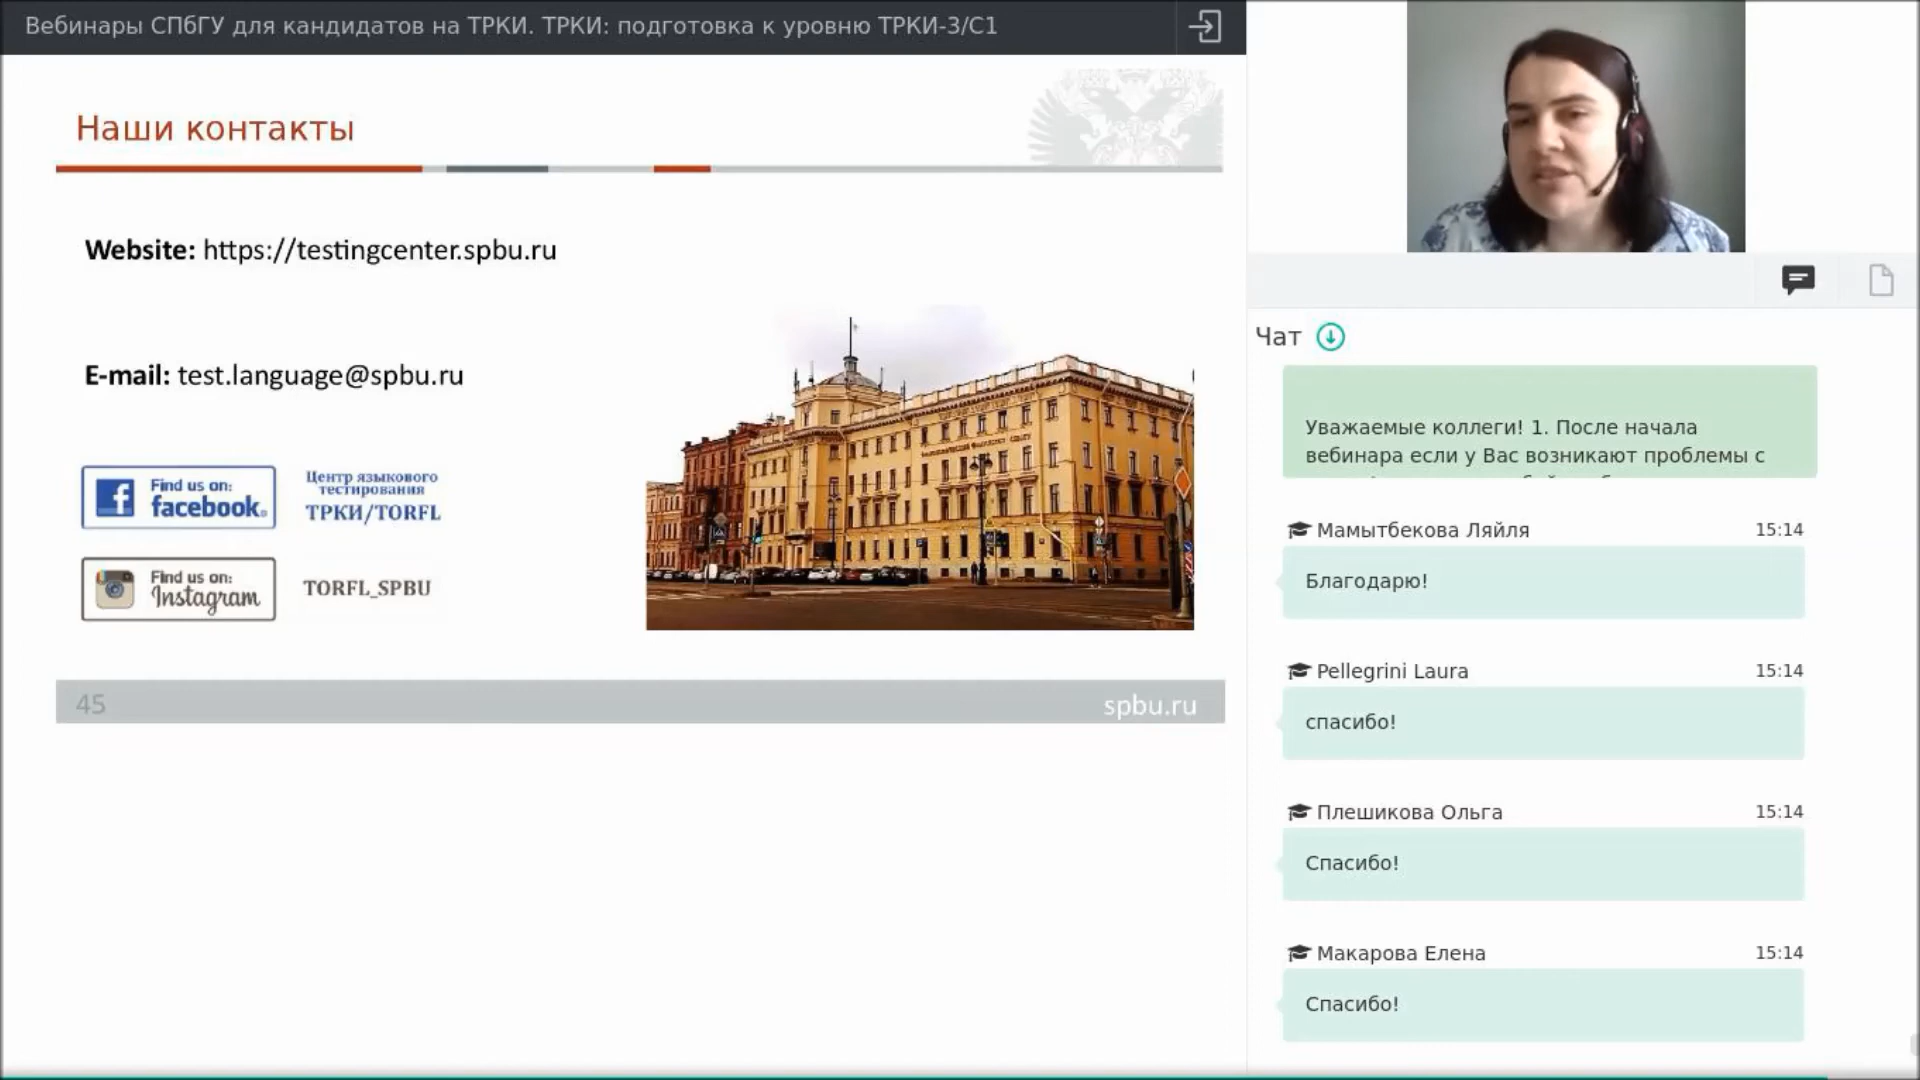 Вебинары СПбГУ для кандидатов на ТРКИ. ТРКИ: подготовка к уровню ТРКИ-3/С1
Наши контакты
Website: https://testingcenter.spbu.ru
E-mail: test.language@spbu.ru
Find us on:
facebook.
Центр языкового
тестирования
ТРКИ/TORFL
Find us on:
Instagram
TORFL_SPBU
45
spbu.ru
Чат
Уважаемые коллеги! 1. После начала
вебинара если у Вас возникают проблемы с
Мамытбекова Ляйля 15:14
Благодарю!
Pellegrini Laura 15:14
спасибо!
Плешикова Ольга 15:14
Спасибо!
Макарова Елена 15:14
Спасибо!